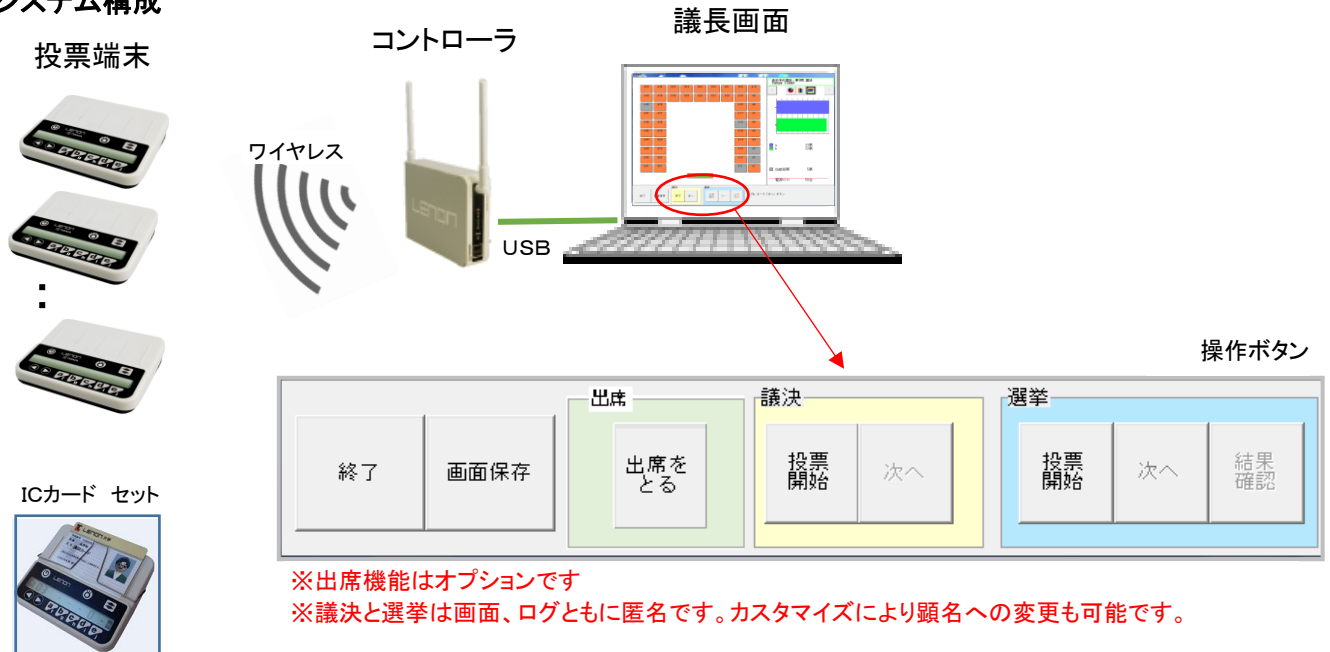 システム構成
投票端末
コントローラ
議長画面
ワイヤレス
LENON
USB
操作ボタン
出席
議決
選挙
終了
画面保存
出席を
とる
投票
開始
次へ
投票
開始
次へ
結果
確認
ICカード セット
※出席機能はオプションです
※議決と選挙は画面、ログともに匿名です。カスタマイズにより顕名への変更も可能です。